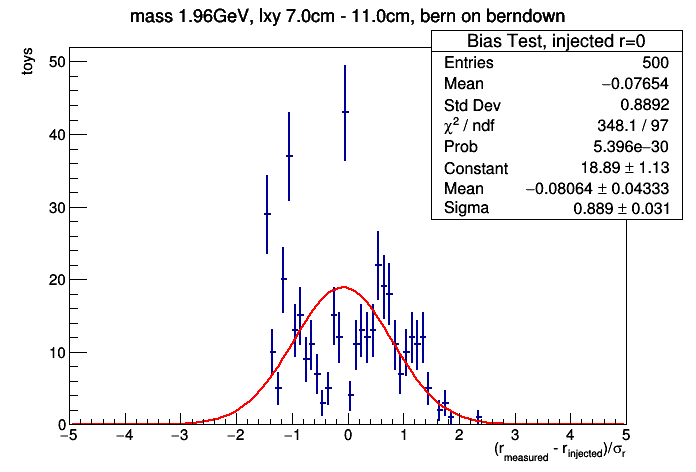 mass 1.96GeV, lxy 7.0cm - 11.0cm, bern on berndown
Bias Test, injected r=0
Entries 500
Mean −0.07654
Std Dev 0.8892
χ² / ndf 348.1 / 97
Prob 5.396e−30
Constant 18.89 ± 1.13
Mean −0.08064 ± 0.04333
Sigma 0.889 ± 0.031
toys
50
40
30
20
10
0
−5 −4 −3 −2 −1 0 1 2 3 4 5
(r_measured - r_injected)/σ_r